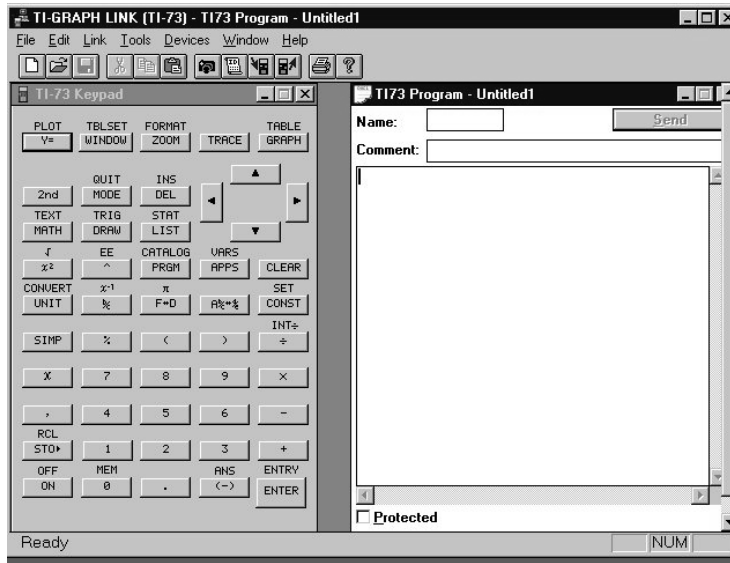 TI-GRAPH LINK (TI-73) - TI73 Program - Untitled1
File Edit Link Tools Devices Window Help
TI-73 Keypad
PLOT TBLSET FORMAT TABLE
Y= WINDOW ZOOM TRACE GRAPH
QUIT INS
2nd MODE DEL
TEXT TRIG STAT
MATH DRAW LIST
√ EE CATALOG VARS
x² ^ PRGM APPS CLEAR
CONVERT x⁻¹ π SET
UNIT b/c F↔D CONST
INT÷
SIMP % ( ) ÷
X 7 8 9 ×
, 4 5 6 -
RCL
STO▸ 1 2 3 +
OFF MEM ANS ENTRY
ON 0 . (-) ENTER
TI73 Program - Untitled1
Name: Send
Comment:
Protected
Ready NUM